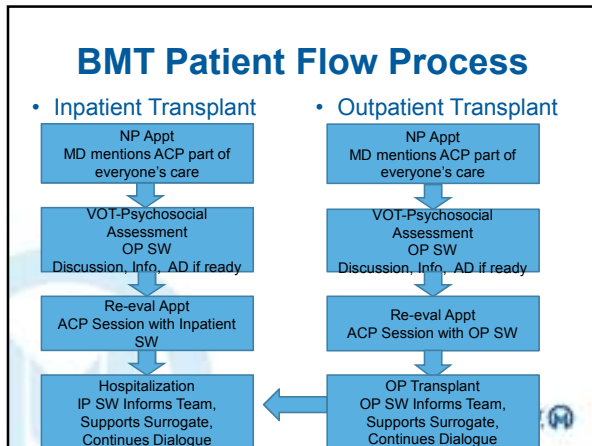 BMT Patient Flow Process
• Inpatient Transplant
NP Appt
MD mentions ACP part of
everyone's care
VOT-Psychosocial
Assessment
OP SW
Discussion, Info, AD if ready
Re-eval Appt
ACP Session with Inpatient
SW
Hospitalization
IP SW Informs Team,
Supports Surrogate,
Continues Dialogue
• Outpatient Transplant
NP Appt
MD mentions ACP part of
everyone's care
VOT-Psychosocial
Assessment
OP SW
Discussion, Info, AD if ready
Re-eval Appt
ACP Session with OP SW
OP Transplant
OP SW Informs Team,
Supports Surrogate,
Continues Dialogue